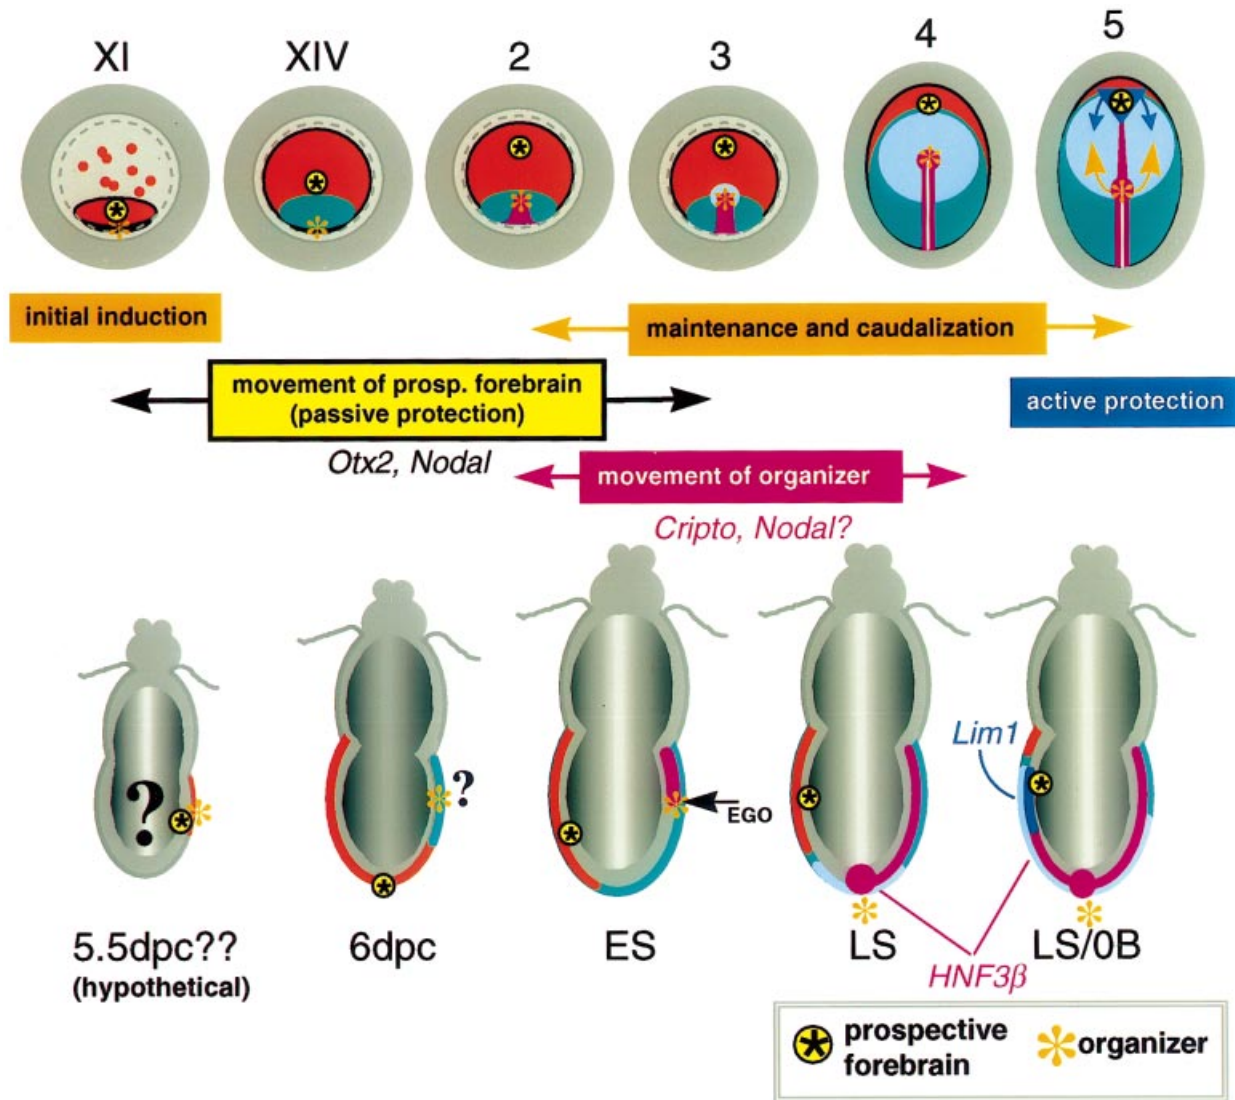 XI XIV 2 3 4 5
initial induction
maintenance and caudalization
movement of prosp. forebrain
(passive protection)
active protection
Otx2, Nodal
movement of organizer
Cripto, Nodal?
Lim1
?
?
EGO
5.5dpc?? 6dpc ES LS LS/0B
(hypothetical)
HNF3β
prospective
forebrain
organizer